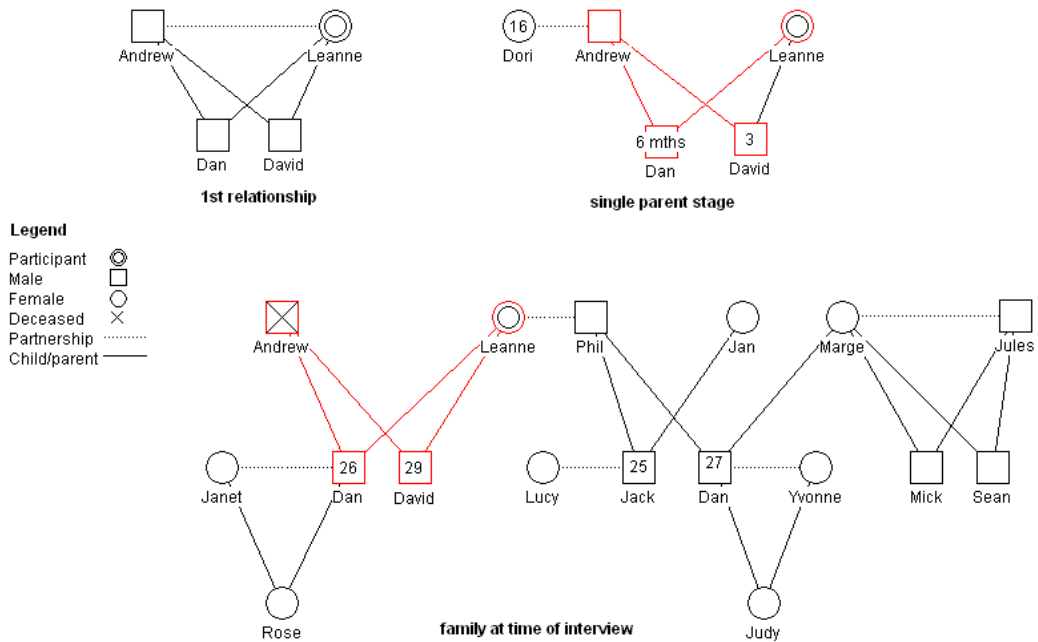 Andrew
Leanne
Dan
David
1st relationship
16
Dori
Andrew
Leanne
6 mths
3
Dan
David
single parent stage
Legend
Participant
Male
Female
Deceased
Partnership
Child/parent
Andrew
Leanne
Phil
Jan
Marge
Jules
26
29
25
27
Janet
Dan
David
Lucy
Jack
Dan
Yvonne
Mick
Sean
Rose
Judy
family at time of interview